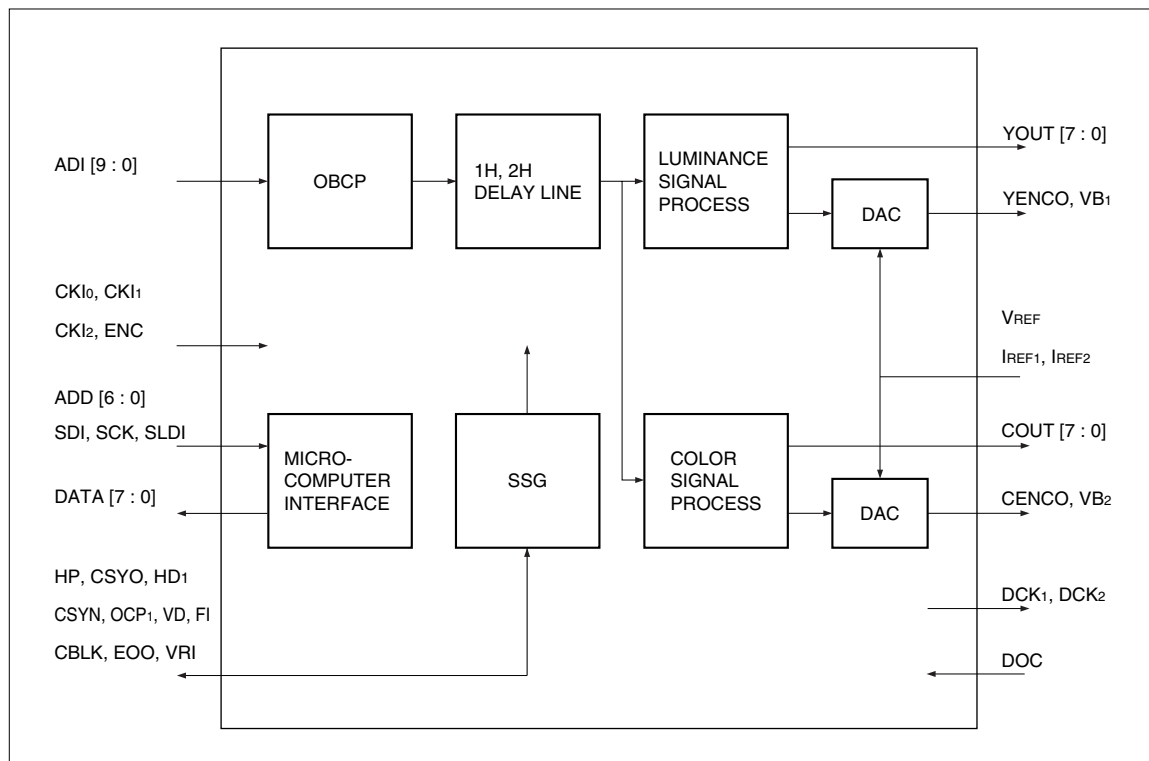 ADI [9 : 0]
CKI0, CKI1
CKI2, ENC
ADD [6 : 0]
SDI, SCK, SLDI
DATA [7 : 0]
HP, CSYO, HD1
CSYN, OCP1, VD, FI
CBLK, EOO, VRI
OBCP
1H, 2H
DELAY LINE
LUMINANCE
SIGNAL
PROCESS
DAC
MICRO-
COMPUTER
INTERFACE
SSG
COLOR
SIGNAL
PROCESS
DAC
YOUT [7 : 0]
YENCO, VB1
VREF
IREF1, IREF2
COUT [7 : 0]
CENCO, VB2
DCK1, DCK2
DOC